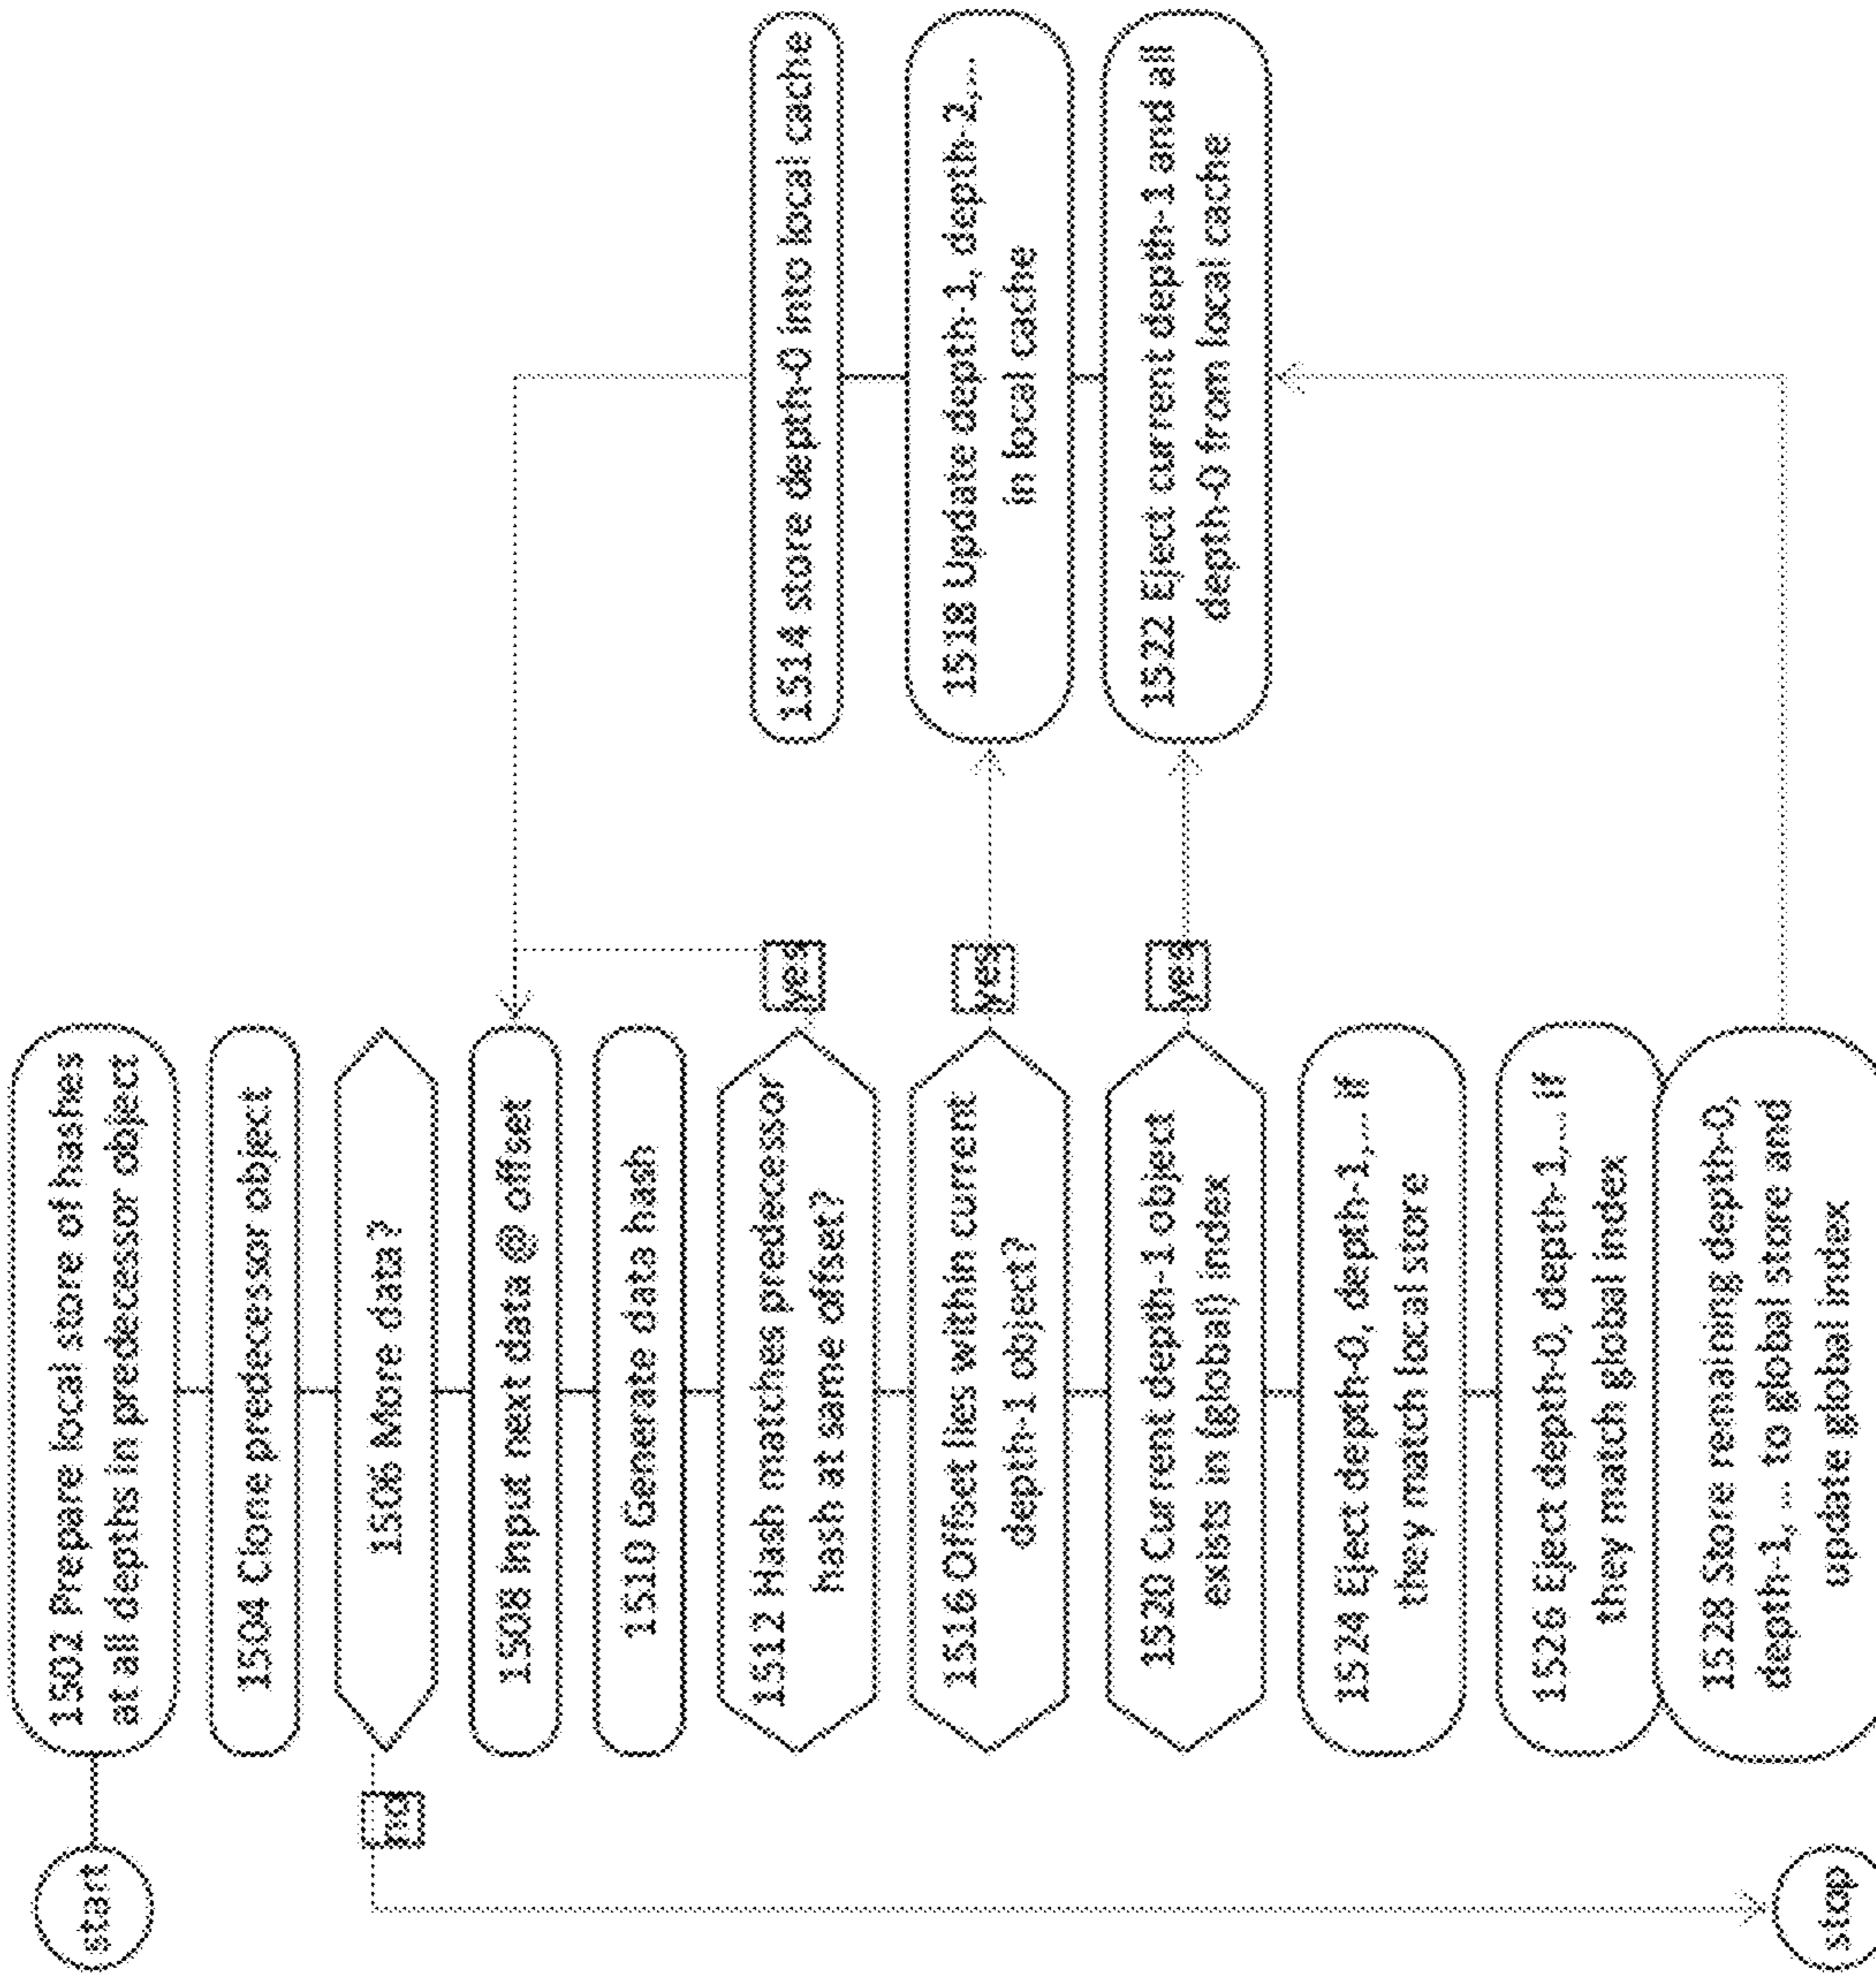 start
1502 Prepare local store of hashes
at all depths in predecessor object
1504 Clone predecessor object
1506 More data?
no
1508 Input next data @ offset
1510 Generate data hash
1512 Hash matches predecessor
hash at same offset?
yes
1514 store depth-0 into local cache
1516 Offset lies within current
depth-1 object?
yes
1518 Update depth-1, depth-2,...
in local cache
1520 Current depth-1 object
exists in (global) index
yes
1522 Eject current depth-1 and all
depth-0 from local cache
1524 Eject depth-0, depth-1,... if
they match local store
1526 Eject depth-0, depth-1,... if
they match global index
1528 Store remaining depth-0,
depth-1, ... to global store and
update global index
stop